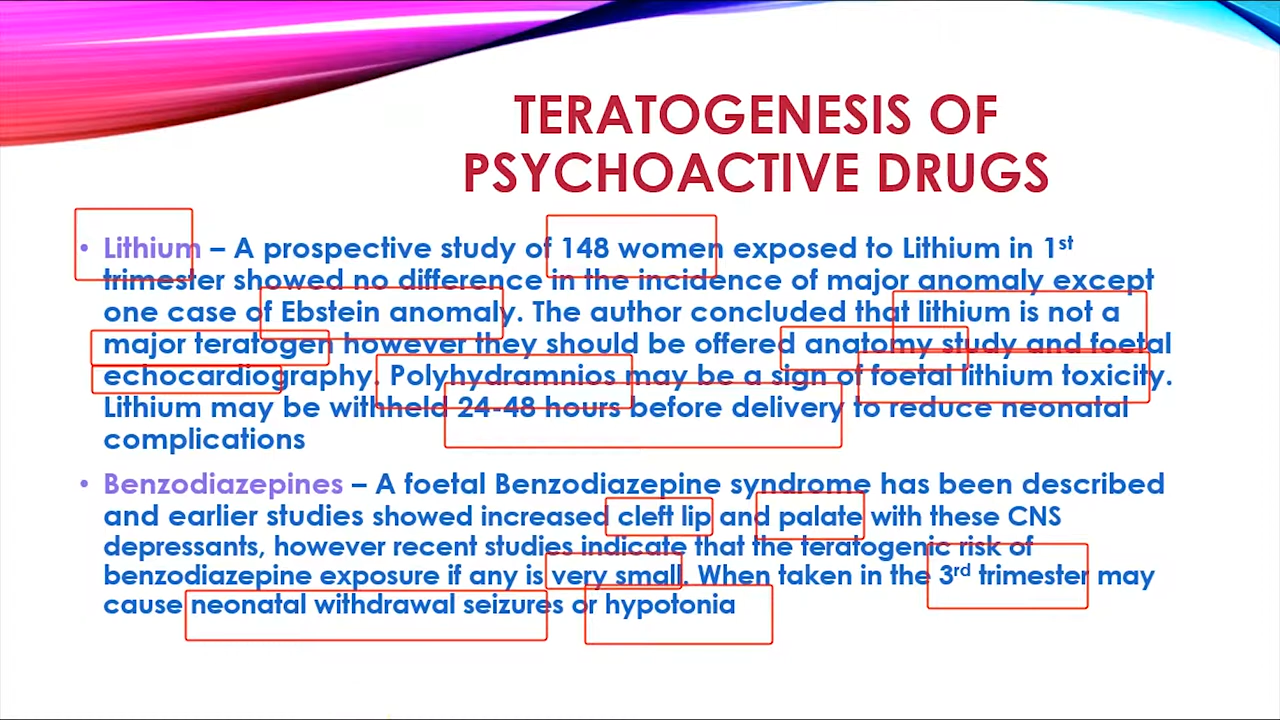 TERATOGENESIS OF
PSYCHOACTIVE DRUGS
• Lithium – A prospective study of 148 women exposed to Lithium in 1st
trimester showed no difference in the incidence of major anomaly except
one case of Ebstein anomaly. The author concluded that lithium is not a
major teratogen however they should be offered anatomy study and foetal
echocardiography. Polyhydramnios may be a sign of foetal lithium toxicity.
Lithium may be withheld 24-48 hours before delivery to reduce neonatal
complications
• Benzodiazepines – A foetal Benzodiazepine syndrome has been described
and earlier studies showed increased cleft lip and palate with these CNS
depressants, however recent studies indicate that the teratogenic risk of
benzodiazepine exposure if any is very small. When taken in the 3rd trimester may
cause neonatal withdrawal seizures or hypotonia